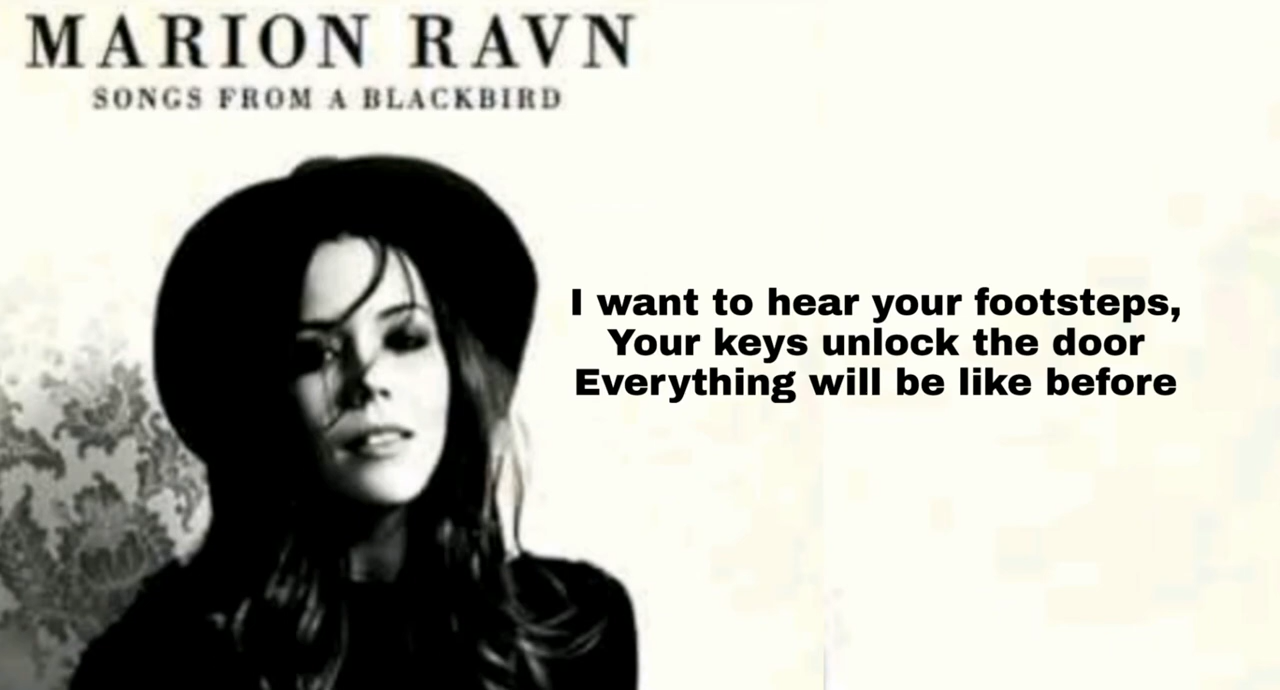 MARION RAVN
SONGS FROM A BLACKBIRD
I want to hear your footsteps,
Your keys unlock the door
Everything will be like before